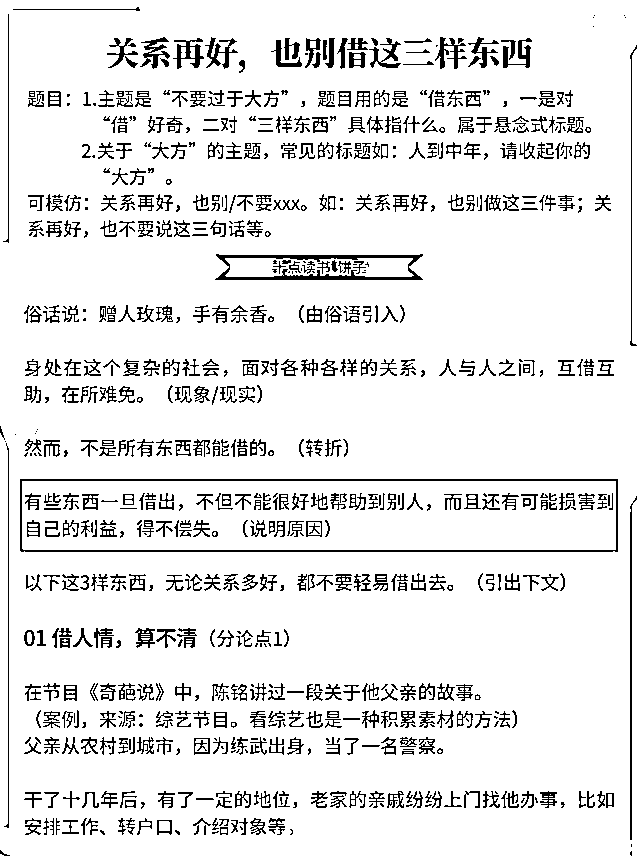 关系再好，也别借这三样东西
题目：1.主题是“不要过于大方”，题目用的是“借东西”，一是对
“借”好奇，二对“三样东西”具体指什么。属于悬念式标题。
2.关于“大方”的主题，常见的标题如：人到中年，请收起你的
“大方”。
可模仿：关系再好，也别/不要xxx。如：关系再好，也别做这三件事；关
系再好，也不要说这三句话等。
点读书 饼子
俗话说：赠人玫瑰，手有余香。（由俗语引入）
身处在这个复杂的社会，面对各种各样的关系，人与人之间，互借互
助，在所难免。（现象/现实）
然而，不是所有东西都能借的。（转折）
有些东西一旦借出，不但不能很好地帮助到别人，而且还有可能损害到
自己的利益，得不偿失。（说明原因）
以下这3样东西，无论关系多好，都不要轻易借出去。（引出下文）
01 借人情，算不清（分论点1）
在节目《奇葩说》中，陈铭讲过一段关于他父亲的故事。
（案例，来源：综艺节目。看综艺也是一种积累素材的方法）
父亲从农村到城市，因为练武出身，当了一名警察。
干了十几年后，有了一定的地位，老家的亲戚纷纷上门找他办事，比如
安排工作、转户口、介绍对象等。